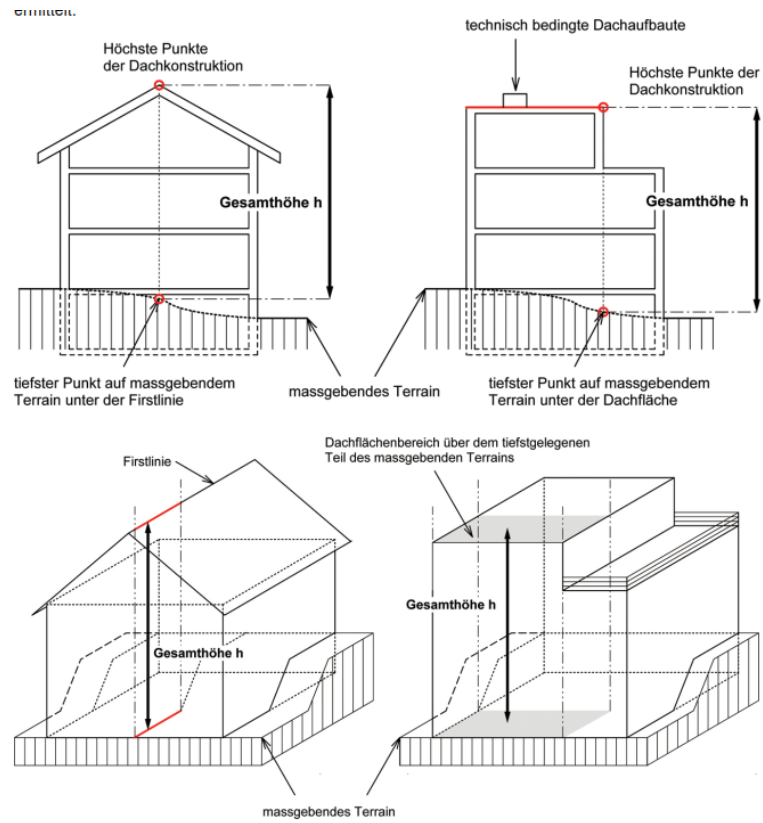 ermittelt.
technisch bedingte Dachaufbaute
Höchste Punkte
der Dachkonstruktion
Höchste Punkte der
Dachkonstruktion
Gesamthöhe h
Gesamthöhe h
tiefster Punkt auf massgebendem
Terrain unter der Firstlinie
massgebendes Terrain
tiefster Punkt auf massgebendem
Terrain unter der Dachfläche
Firstlinie
Dachflächenbereich über dem tiefstgelegenen
Teil des massgebenden Terrains
Gesamthöhe h
Gesamthöhe h
massgebendes Terrain